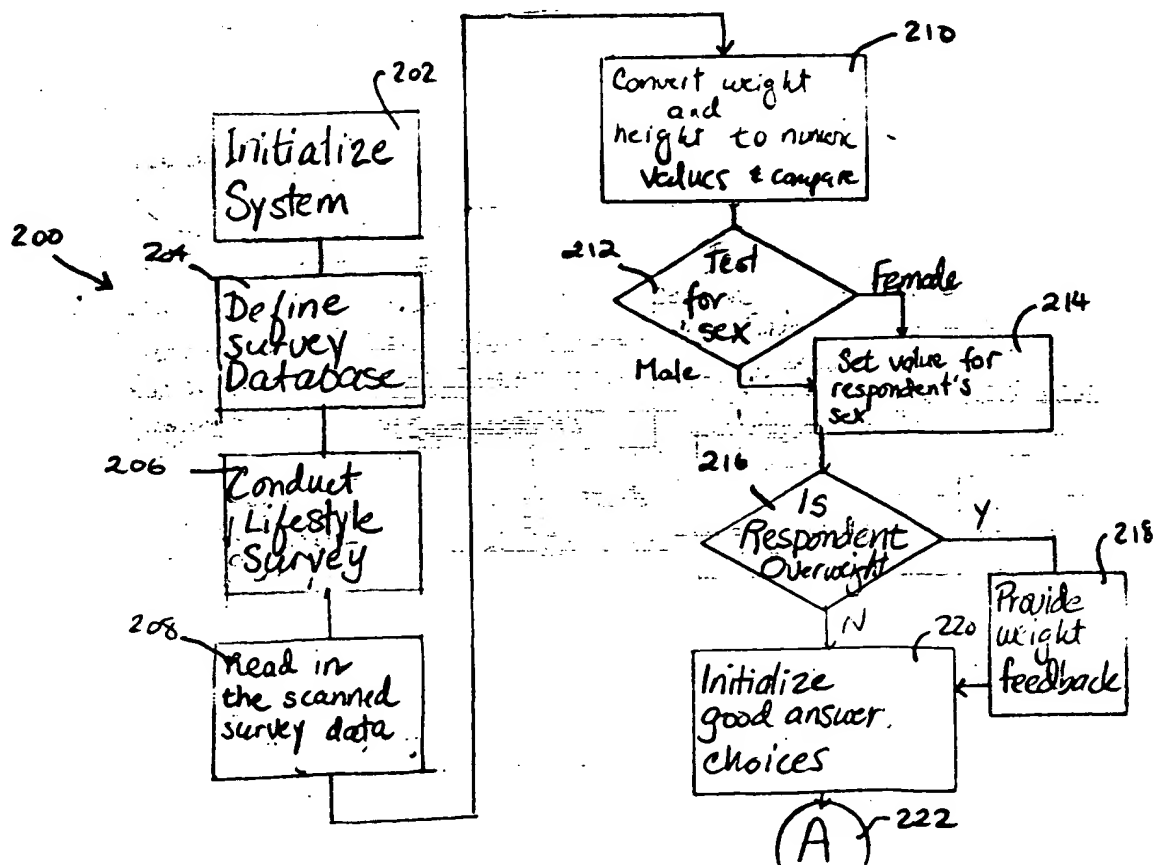 200
202
Initialize
System
204
Define
survey
Database
206
Conduct
Lifestyle
Survey
208
Read in
the scanned
survey data
210
Convert weight
and
height to numeric
values & compare
212
Test
for
sex
Female
Male
214
Set value for
respondent's
sex
216
Is
Respondent
Overweight
Y
N
218
Provide
weight
feedback
220
Initialize
good answer
choices
A
222